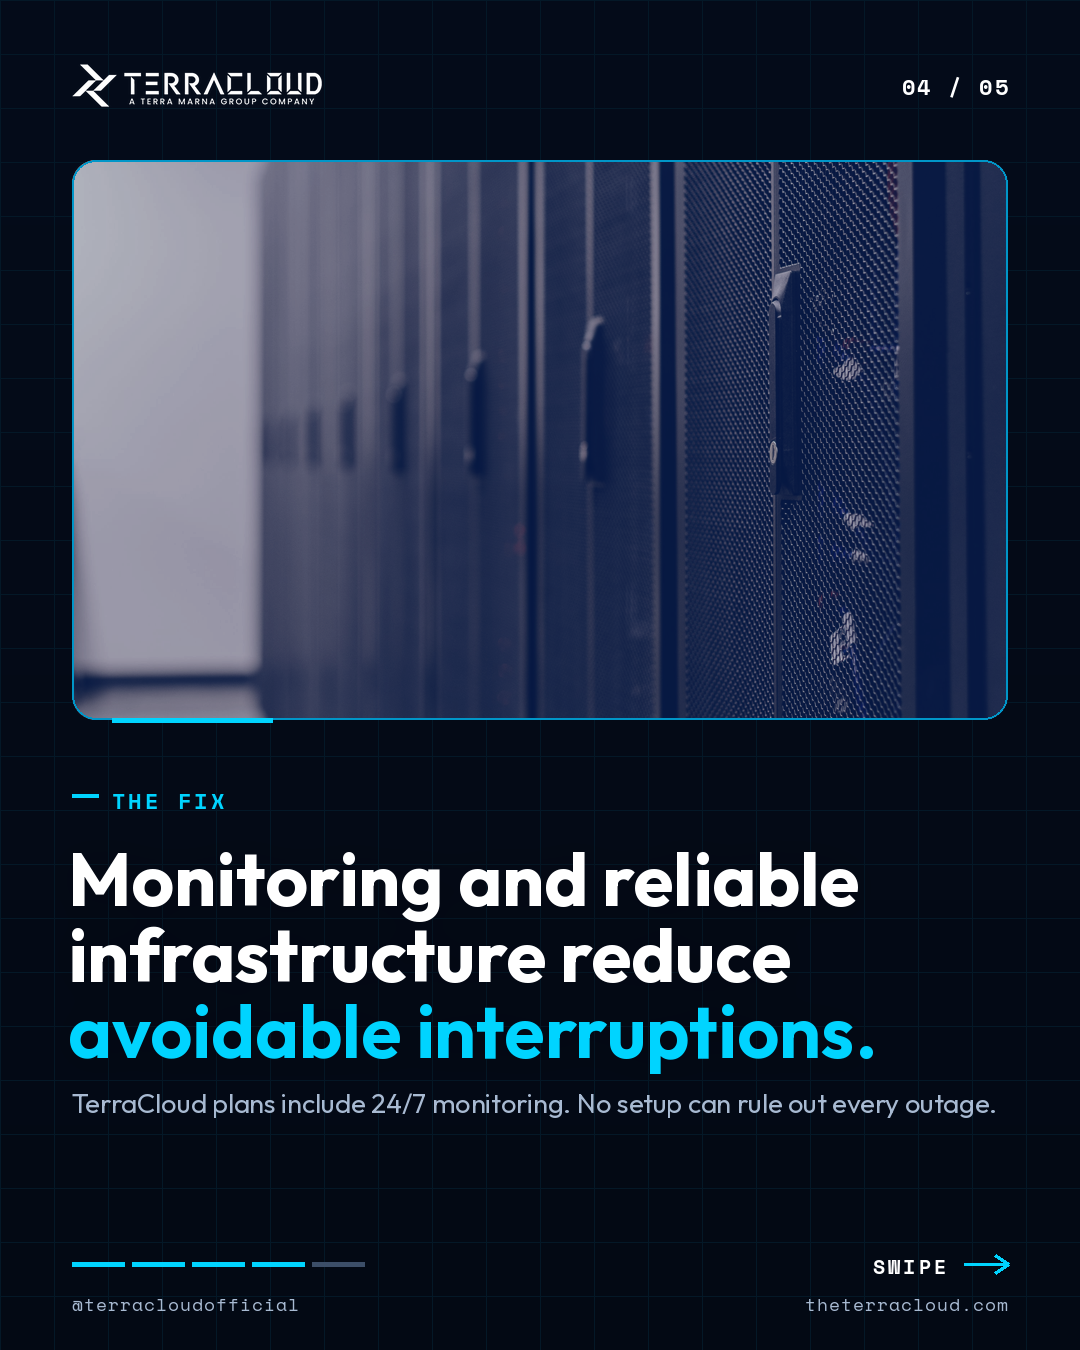 TERRACLOUD
A TERRA MARNA GROUP COMPANY
04 / 05
THE FIX
Monitoring and reliable
infrastructure reduce
avoidable interruptions.
TerraCloud plans include 24/7 monitoring. No setup can rule out every outage.
SWIPE
@terracloudofficial
theterracloud.com